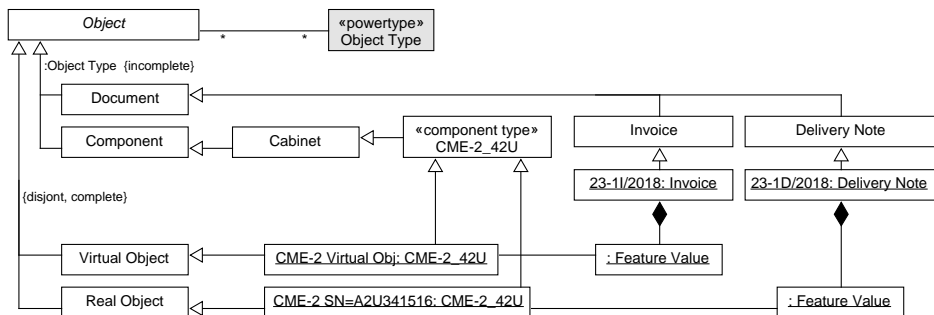 Object
«powertype»
Object Type
*
*
:Object Type {incomplete}
Document
Component
Cabinet
«component type»
CME-2_42U
Invoice
Delivery Note
23-1I/2018: Invoice
23-1D/2018: Delivery Note
{disjont, complete}
Virtual Object
CME-2 Virtual Obj: CME-2_42U
: Feature Value
Real Object
CME-2 SN=A2U341516: CME-2_42U
: Feature Value